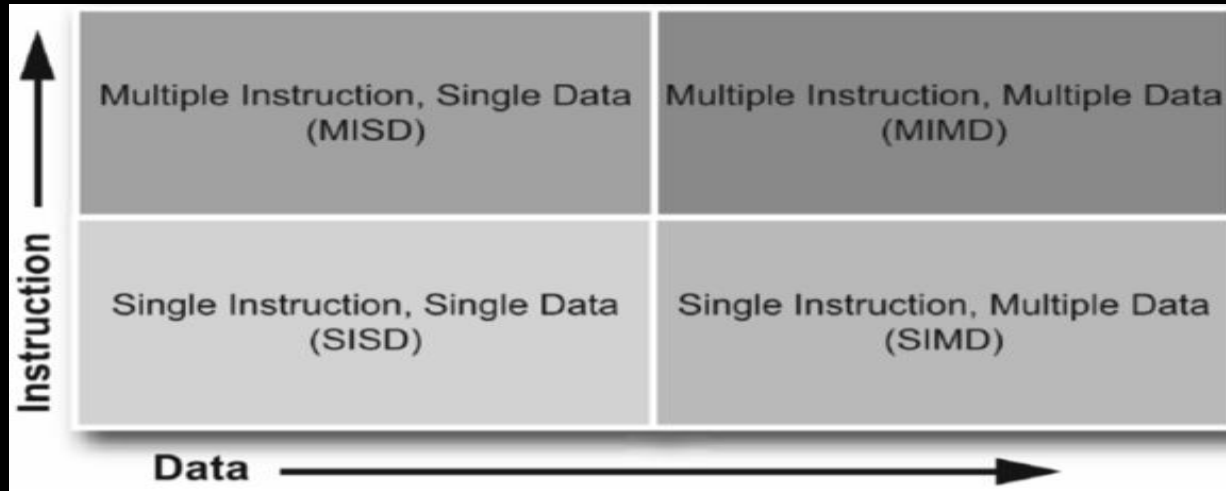 Multiple Instruction, Single Data
(MISD)
Multiple Instruction, Multiple Data
(MIMD)
Single Instruction, Single Data
(SISD)
Single Instruction, Multiple Data
(SIMD)
Instruction
Data